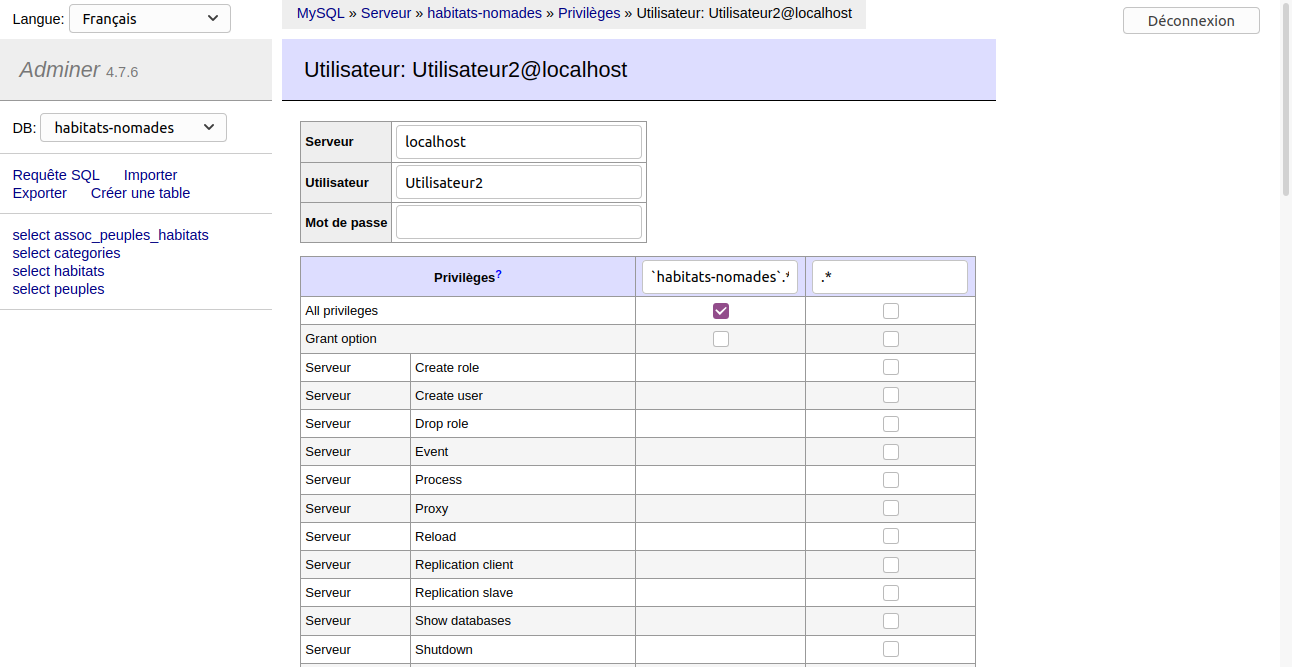 Langue: Français
MySQL » Serveur » habitats-nomades » Privilèges » Utilisateur: Utilisateur2@localhost
Déconnexion
Adminer 4.7.6
Utilisateur: Utilisateur2@localhost
DB: habitats-nomades
Requête SQL Importer
Exporter Créer une table
select assoc_peuples_habitats
select categories
select habitats
select peuples
Serveur localhost
Utilisateur Utilisateur2
Mot de passe
Privilèges? `habitats-nomades`.* .*
All privileges
Grant option
Serveur Create role
Serveur Create user
Serveur Drop role
Serveur Event
Serveur Process
Serveur Proxy
Serveur Reload
Serveur Replication client
Serveur Replication slave
Serveur Show databases
Serveur Shutdown